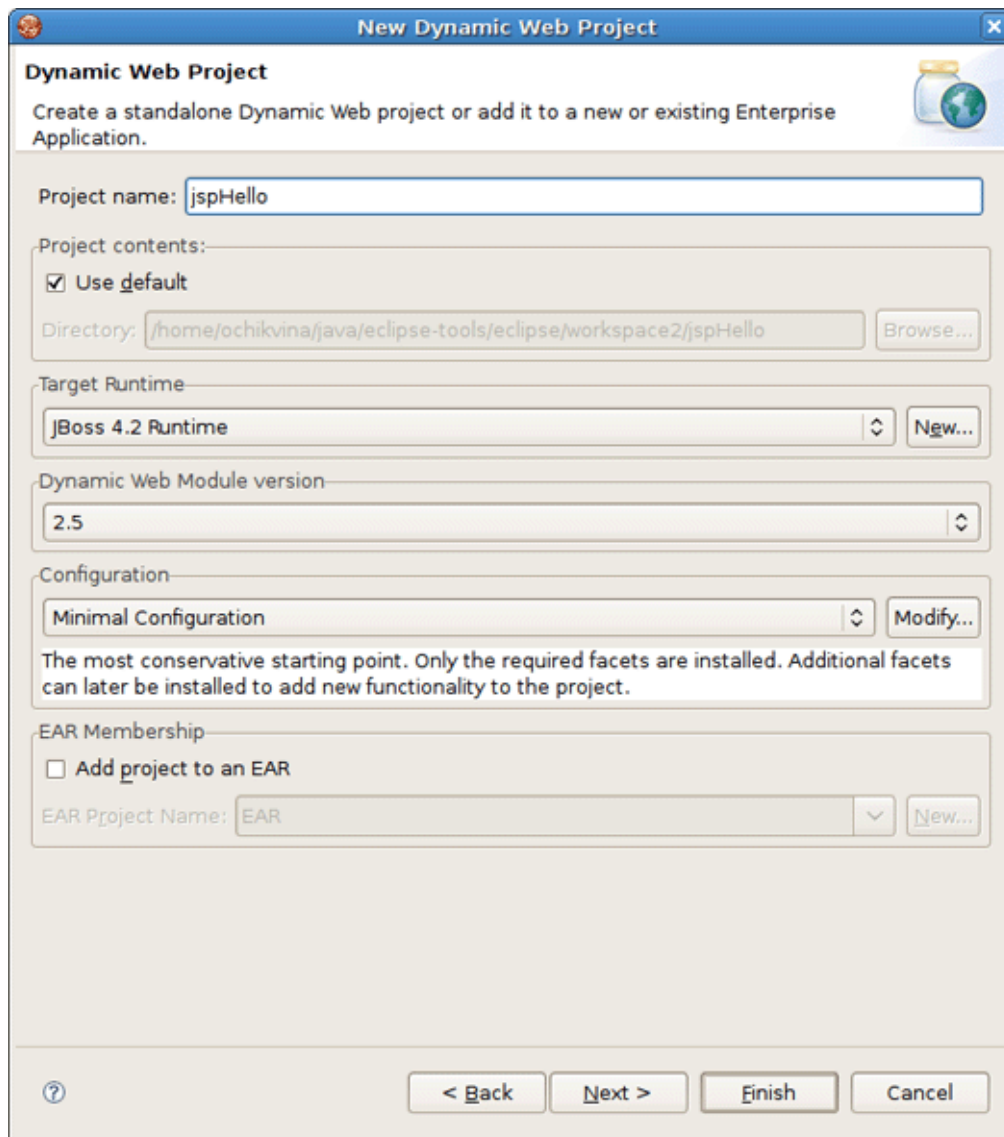 New Dynamic Web Project
Dynamic Web Project
Create a standalone Dynamic Web project or add it to a new or existing Enterprise
Application.
Project name: jspHello
Project contents:
Use default
Directory: /home/ochikvina/java/eclipse-tools/eclipse/workspace2/jspHello Browse...
Target Runtime
JBoss 4.2 Runtime New...
Dynamic Web Module version
2.5
Configuration
Minimal Configuration Modify...
The most conservative starting point. Only the required facets are installed. Additional facets
can later be installed to add new functionality to the project.
EAR Membership
Add project to an EAR
EAR Project Name: EAR New...
? < Back Next > Finish Cancel